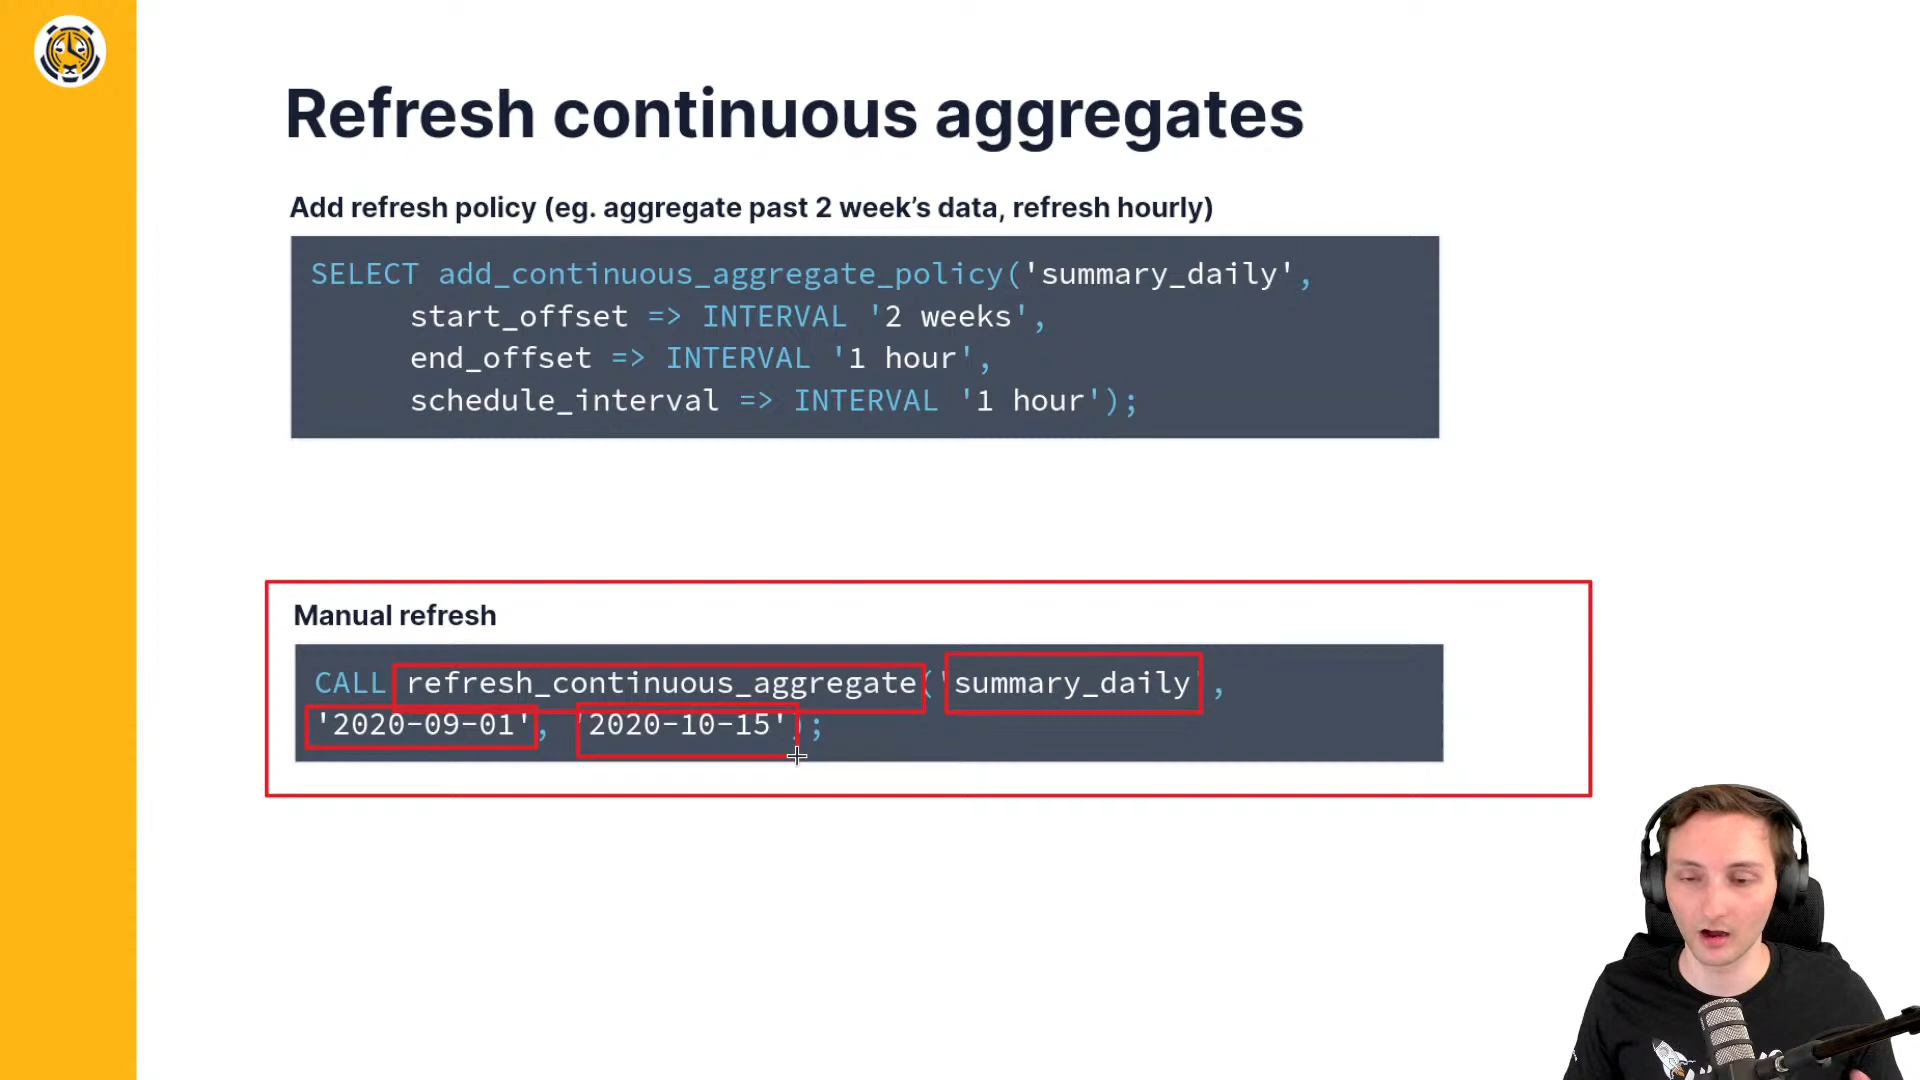 Refresh continuous aggregates
Add refresh policy (eg. aggregate past 2 week’s data, refresh hourly)
SELECT add_continuous_aggregate_policy('summary_daily',
start_offset => INTERVAL '2 weeks',
end_offset => INTERVAL '1 hour',
schedule_interval => INTERVAL '1 hour');
Manual refresh
CALL refresh_continuous_aggregate('summary_daily',
'2020-09-01', '2020-10-15');